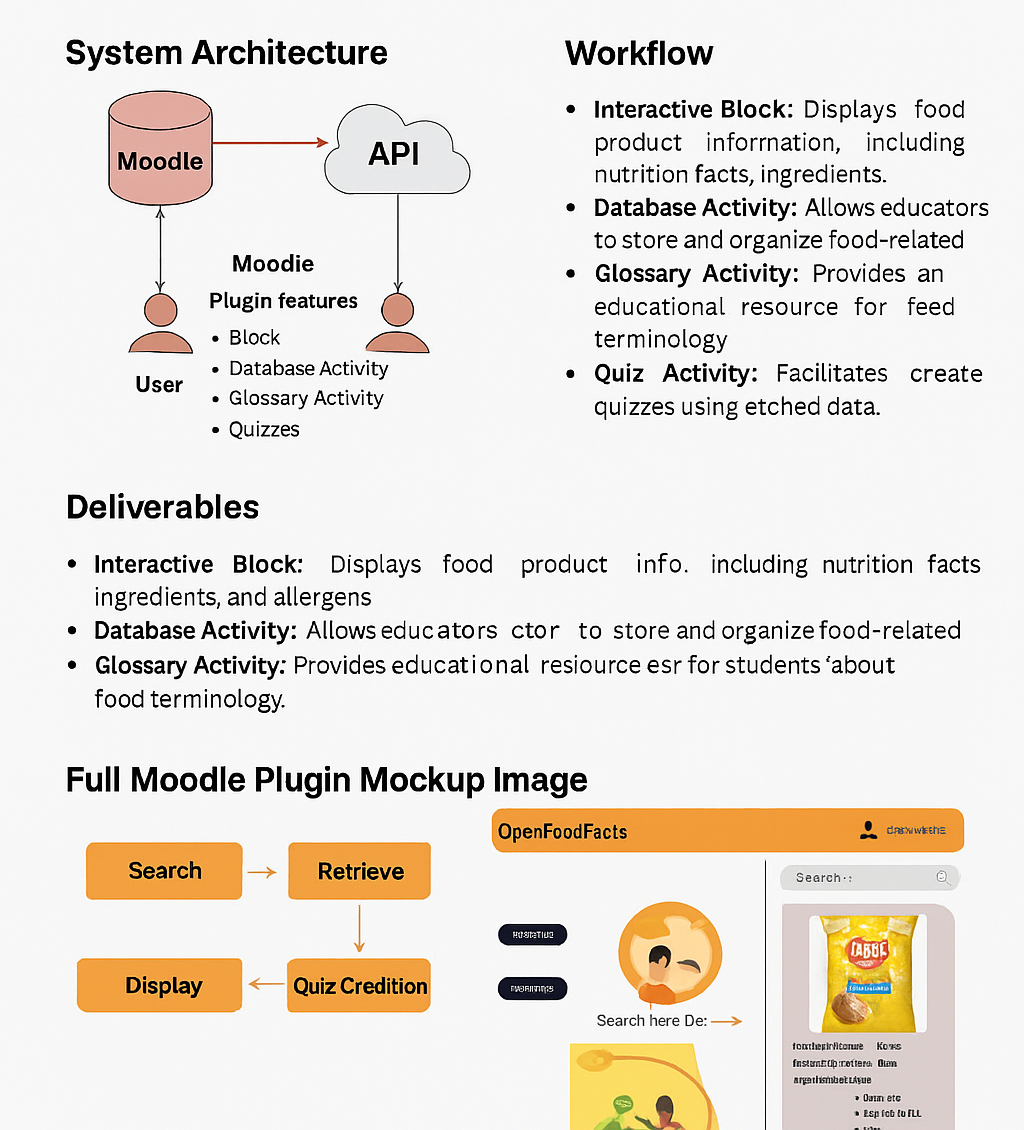 System Architecture
Moodle
API
Moodie
Plugin features
• Block
• Database Activity
• Glossary Activity
• Quizzes
User
Workflow
• Interactive Block: Displays food
product inforrnation, including
nutrition facts, ingredients.
• Database Activity: Allows educators
to store and organize food-related
• Glossary Activity: Provides an
educational resource for feed
terminology
• Quiz Activity: Facilitates create
quizzes using etched data.
Deliverables
• Interactive Block: Displays food product info. including nutrition facts
ingredients, and allergens
• Database Activity: Allows educators ctor to store and organize food-related
• Glossary Activity: Provides educational resiource esr for students ‘about
food terminology.
Full Moodle Plugin Mockup Image
Search
Retrieve
Display
Quiz Credition
OpenFoodFacts
Search
Search here De: